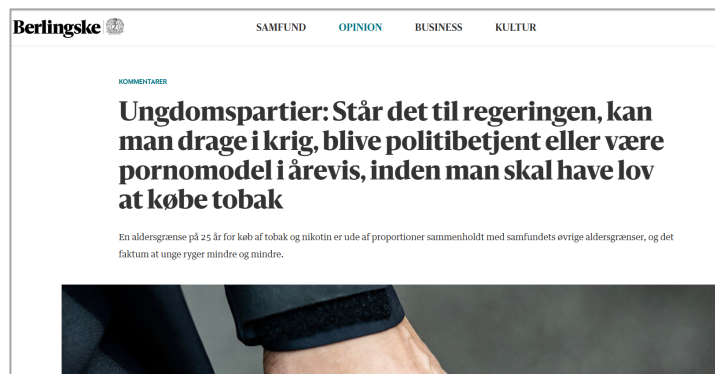 Berlingske
SAMFUND OPINION BUSINESS KULTUR
KOMMENTARER
Ungdomspartier: Står det til regeringen, kan
man drage i krig, blive politibetjent eller være
pornomodel i årevis, inden man skal have lov
at købe tobak
En aldersgrænse på 25 år for køb af tobak og nikotin er ude af proportioner sammenholdt med samfundets øvrige aldersgrænser, og det
faktum at unge ryger mindre og mindre.